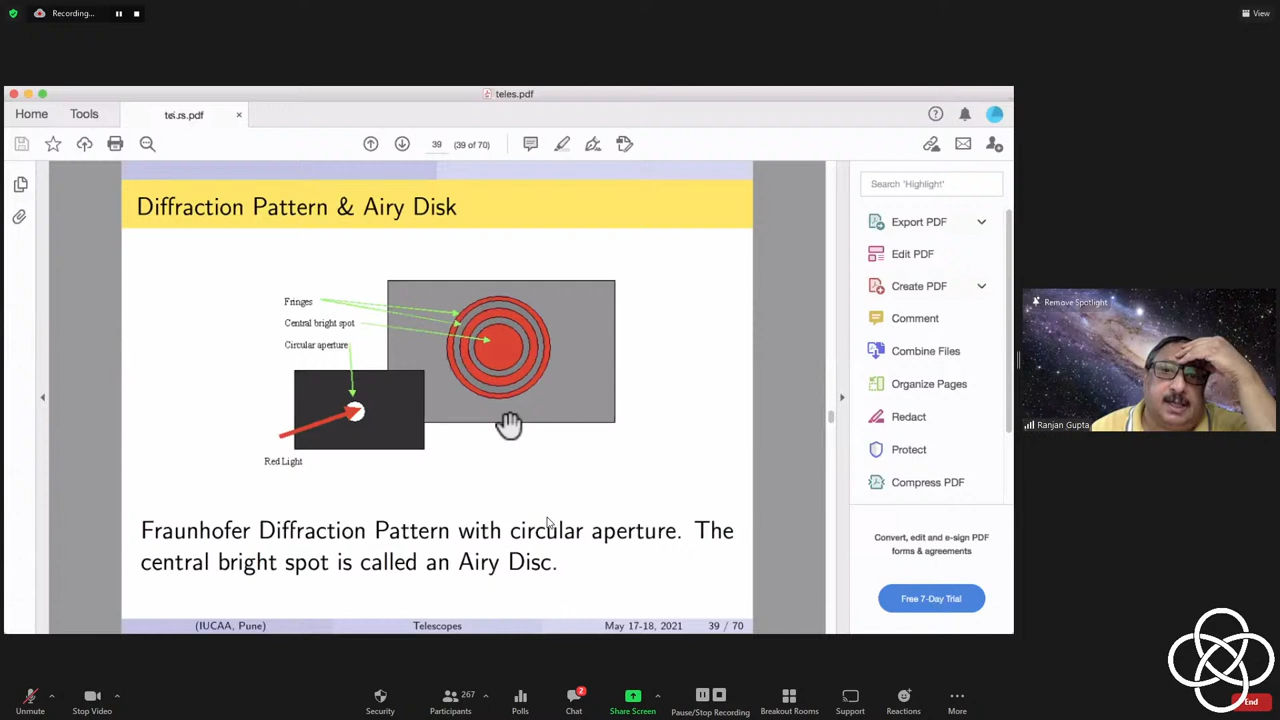 Recording...
View
teles.pdf
Home
Tools
×
39
(39 of 70)
Search 'Highlight'
Diffraction Pattern & Airy Disk
Export PDF
Edit PDF
Fringes
Central bright spot
Circular aperture
Create PDF
Remove Spotlight
Comment
Combine Files
Organize Pages
Redact
Ranjan Gupta
Protect
Red Light
Compress PDF
Fraunhofer Diffraction Pattern with circular aperture. The
central bright spot is called an Airy Disc.
Convert, edit and e-sign PDF
forms & agreements
Free 7-Day Trial
(IUCAA, Pune)
Telescopes
May 17-18, 2021
39 / 70
Unmute
Stop Video
Security
267
Participants
Polls
2
Chat
Share Screen
Pause/Stop Recording
Breakout Rooms
Support
Reactions
More
End